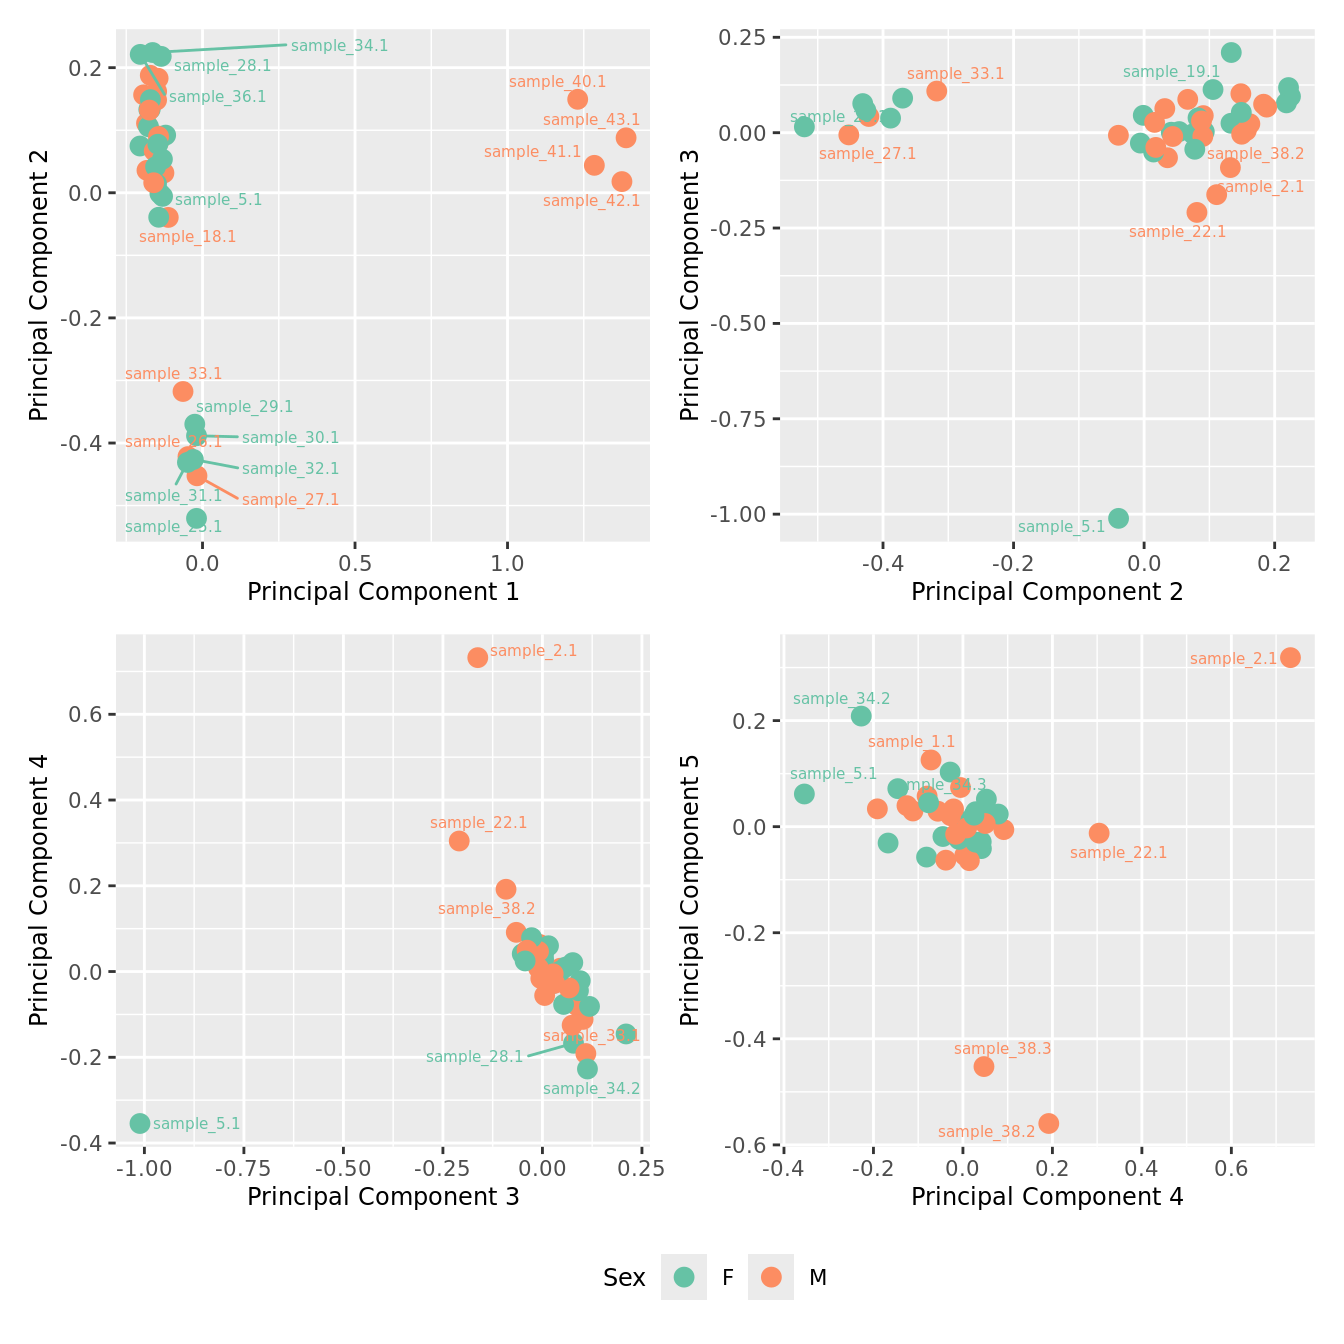 0.2
0.0
-0.2
-0.4
Principal Component 2
sample_34.1
sample_28.1
sample_36.1
sample_40.1
sample_43.1
sample_41.1
sample_42.1
sample_5.1
sample_18.1
sample_33.1
sample_29.1
sample_30.1
sample_32.1
sample_31.1
sample_27.1
0.0 0.5 1.0
Principal Component 1
0.25
0.00
-0.25
-0.50
-0.75
-1.00
Principal Component 3
sample_33.1
sample_19.1
sample_27.1
sample_38.2
sample_2.1
sample_22.1
sample_5.1
-0.4 -0.2 0.0 0.2
Principal Component 2
0.6
0.4
0.2
0.0
-0.2
-0.4
Principal Component 4
sample_2.1
sample_22.1
sample_38.2
sample_33.1
sample_28.1
sample_34.2
sample_5.1
-1.00 -0.75 -0.50 -0.25 0.00 0.25
Principal Component 3
0.2
0.0
-0.2
-0.4
-0.6
Principal Component 5
sample_2.1
sample_34.2
sample_1.1
sample_5.1
sample_22.1
sample_38.3
sample_38.2
-0.4 -0.2 0.0 0.2 0.4 0.6
Principal Component 4
Sex F M